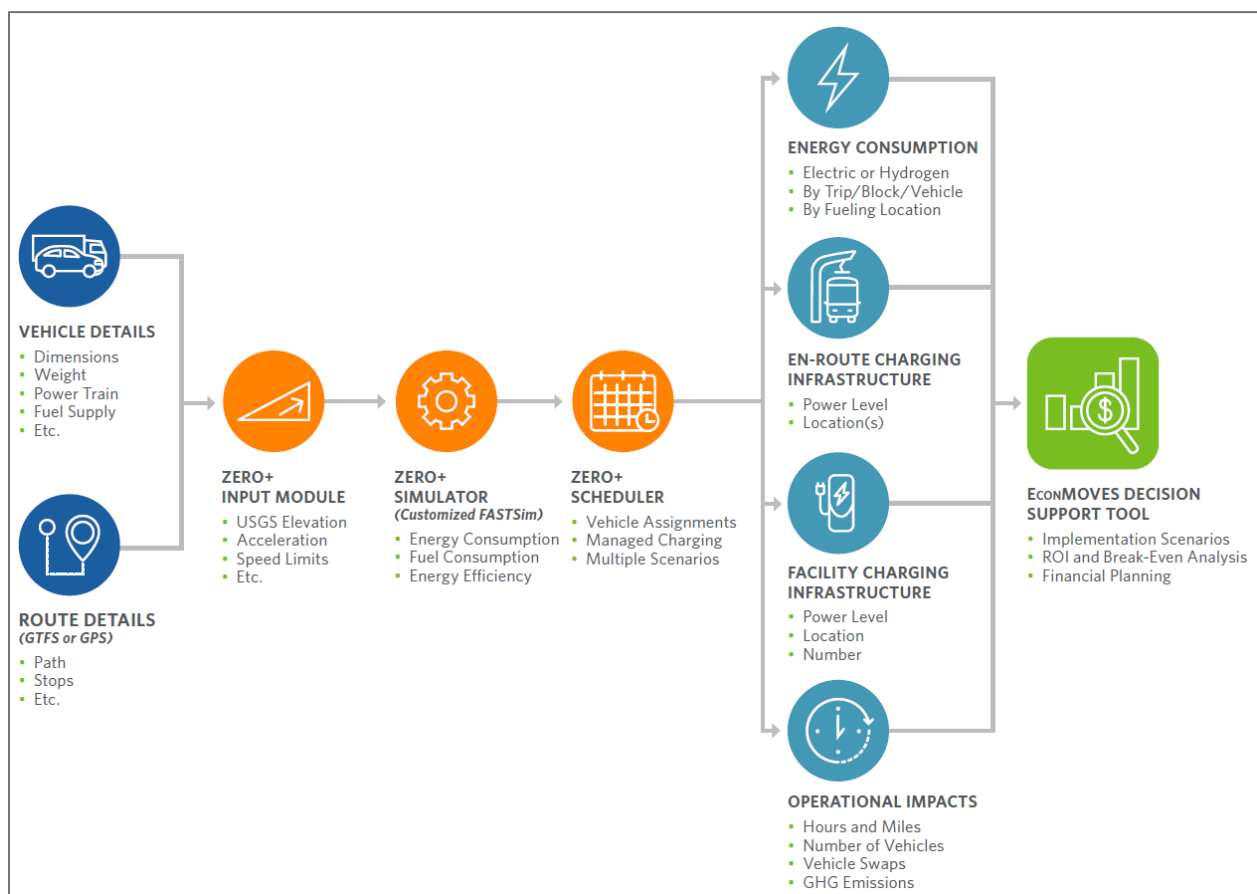 VEHICLE DETAILS
• Dimensions
• Weight
• Power Train
• Fuel Supply
• Etc.
ROUTE DETAILS
(GTFS or GPS)
• Path
• Stops
• Etc.
ZERO+
INPUT MODULE
• USGS Elevation
• Acceleration
• Speed Limits
• Etc.
ZERO+
SIMULATOR
(Customized FASTSim)
• Energy Consumption
• Fuel Consumption
• Energy Efficiency
ZERO+
SCHEDULER
• Vehicle Assignments
• Managed Charging
• Multiple Scenarios
ENERGY CONSUMPTION
• Electric or Hydrogen
• By Trip/Block/Vehicle
• By Fueling Location
EN-ROUTE CHARGING
INFRASTRUCTURE
• Power Level
• Location(s)
FACILITY CHARGING
INFRASTRUCTURE
• Power Level
• Location
• Number
OPERATIONAL IMPACTS
• Hours and Miles
• Number of Vehicles
• Vehicle Swaps
• GHG Emissions
$
ECONMOVES DECISION
SUPPORT TOOL
• Implementation Scenarios
• ROI and Break-Even Analysis
• Financial Planning